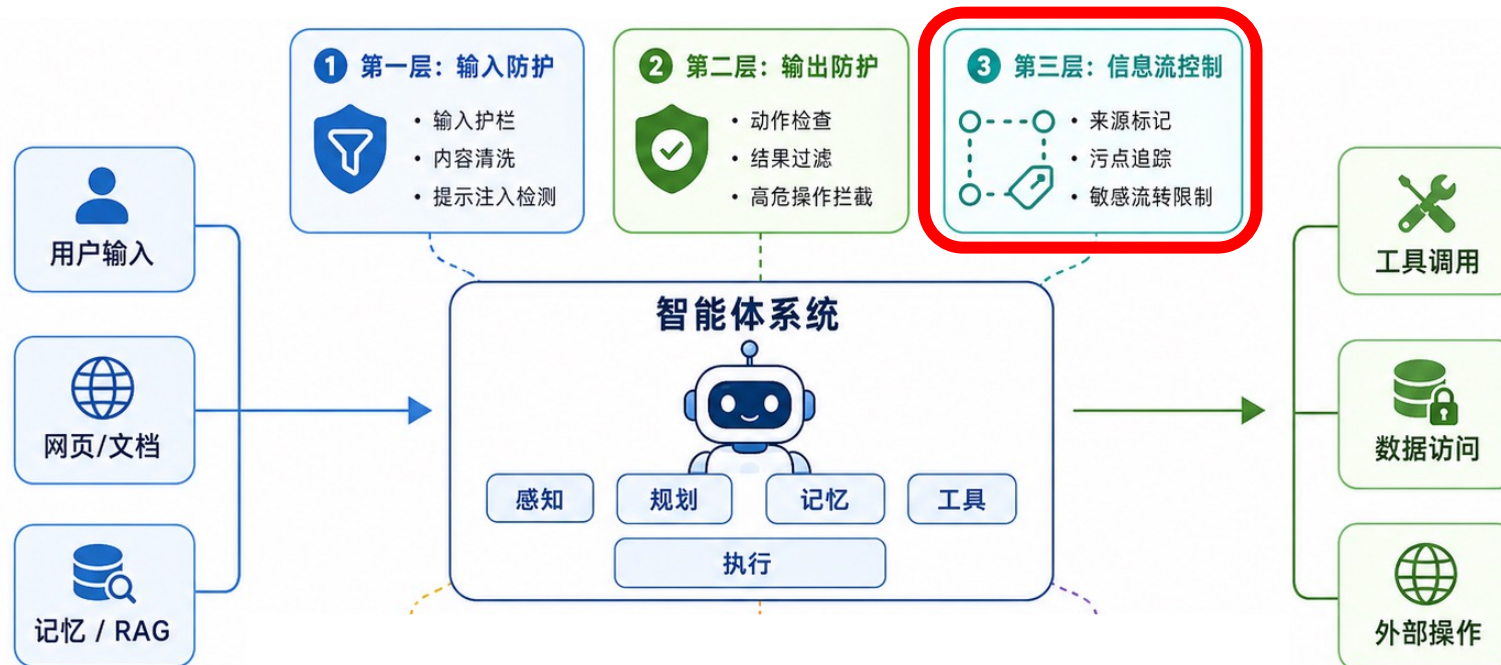 1 第一层：输入防护
• 输入护栏
• 内容清洗
• 提示注入检测
2 第二层：输出防护
• 动作检查
• 结果过滤
• 高危操作拦截
3 第三层：信息流控制
• 来源标记
• 污点追踪
• 敏感流转限制
用户输入
网页/文档
记忆 / RAG
智能体系统
感知
规划
记忆
工具
执行
工具调用
数据访问
外部操作